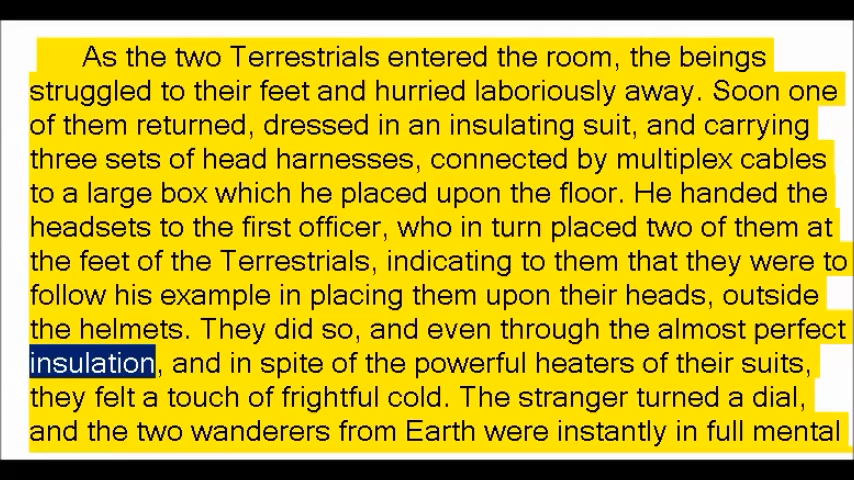 As the two Terrestrials entered the room, the beings
struggled to their feet and hurried laboriously away. Soon one
of them returned, dressed in an insulating suit, and carrying
three sets of head harnesses, connected by multiplex cables
to a large box which he placed upon the floor. He handed the
headsets to the first officer, who in turn placed two of them at
the feet of the Terrestrials, indicating to them that they were to
follow his example in placing them upon their heads, outside
the helmets. They did so, and even through the almost perfect
insulation, and in spite of the powerful heaters of their suits,
they felt a touch of frightful cold. The stranger turned a dial,
and the two wanderers from Earth were instantly in full mental